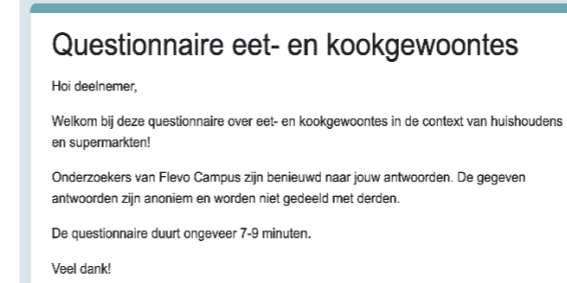 Questionnaire eet- en kookgewoontes
Hoi deelnemer,
Welkom bij deze questionnaire over eet- en kookgewoontes in de context van huishoudens
en supermarkten!
Onderzoekers van Flevo Campus zijn benieuwd naar jouw antwoorden. De gegeven
antwoorden zijn anoniem en worden niet gedeeld met derden.
De questionnaire duurt ongeveer 7-9 minuten.
Veel dank!